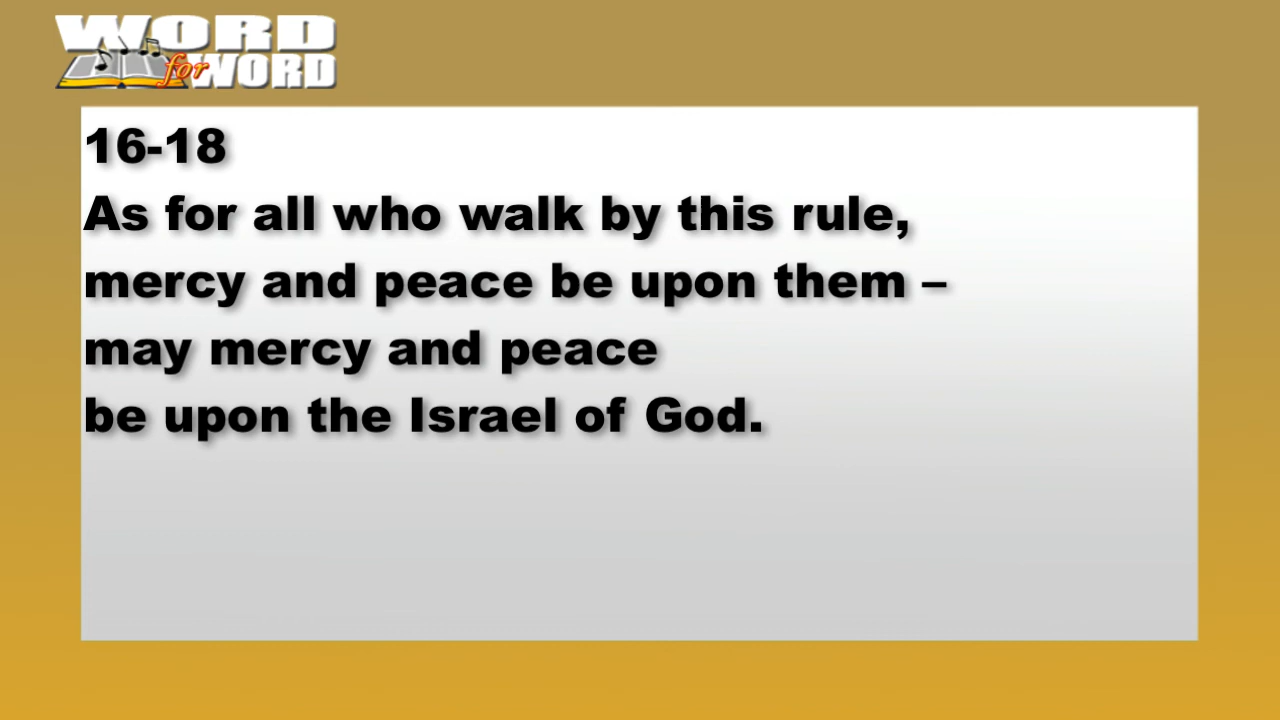 WORD
for WORD
16-18
As for all who walk by this rule,
mercy and peace be upon them –
may mercy and peace
be upon the Israel of God.